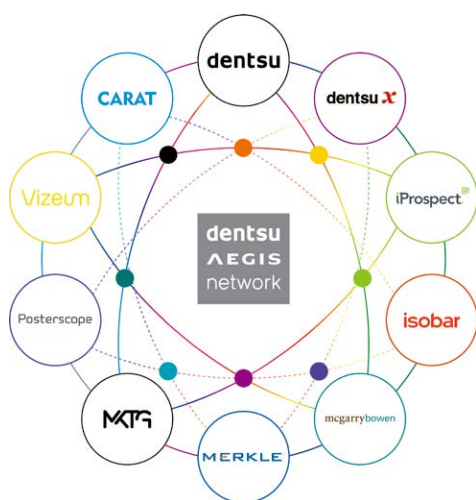 dentsu
CARAT
dentsu X
Vizeum
iProspect
dentsu
AEGIS
network
Posterscope
isobar
MKTG
mcgarrybowen
MERKLE